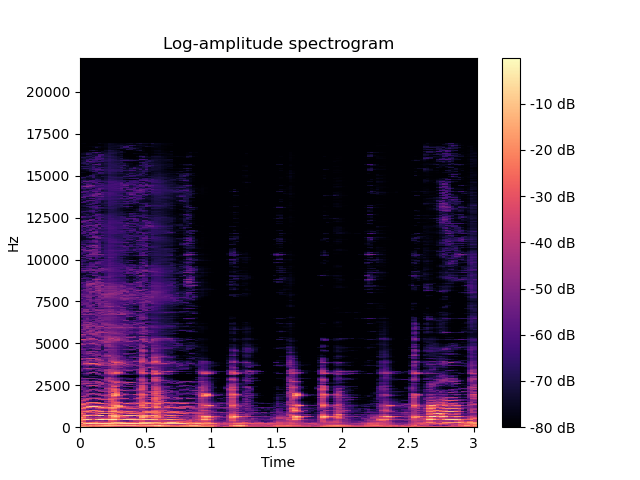 Log-amplitude spectrogram
Hz
20000
17500
15000
12500
10000
7500
5000
2500
0
0 0.5 1 1.5 2 2.5 3
Time
-10 dB
-20 dB
-30 dB
-40 dB
-50 dB
-60 dB
-70 dB
-80 dB